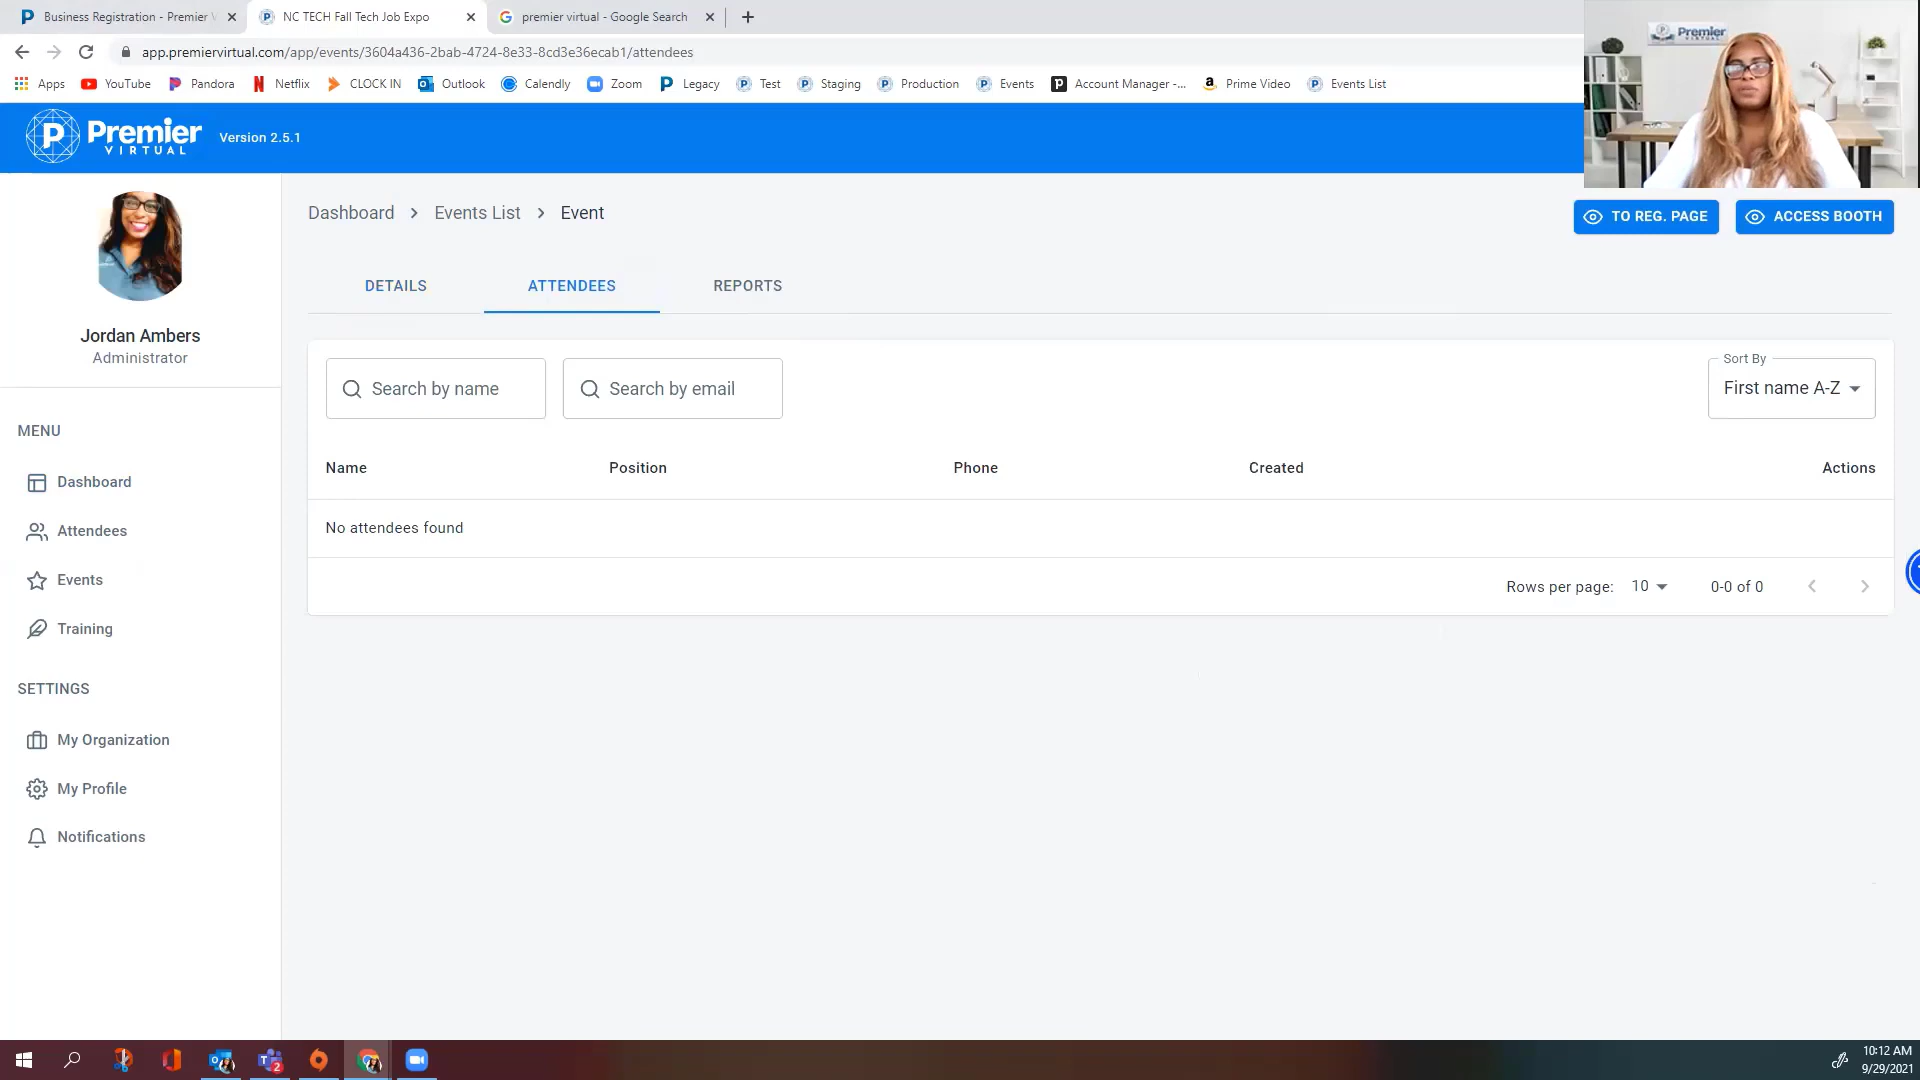 Business Registration - Premier V
NC TECH Fall Tech Job Expo
premier virtual - Google Search
app.premiervirtual.com/app/events/3604a436-2bab-4724-8e33-8cd3e36ecab1/attendees
Apps YouTube Pandora Netflix CLOCK IN Outlook Calendly Zoom Legacy Test Staging Production Events Account Manager -... Prime Video Events List
Premier
VIRTUAL
Version 2.5.1
Premier
Jordan Ambers
Administrator
MENU
Dashboard
Attendees
Events
Training
SETTINGS
My Organization
My Profile
Notifications
Dashboard > Events List > Event
TO REG. PAGE
ACCESS BOOTH
DETAILS ATTENDEES REPORTS
Search by name
Search by email
Sort By
First name A-Z
Name Position Phone Created Actions
No attendees found
Rows per page: 10 0-0 of 0
2
10:12 AM
9/29/2021